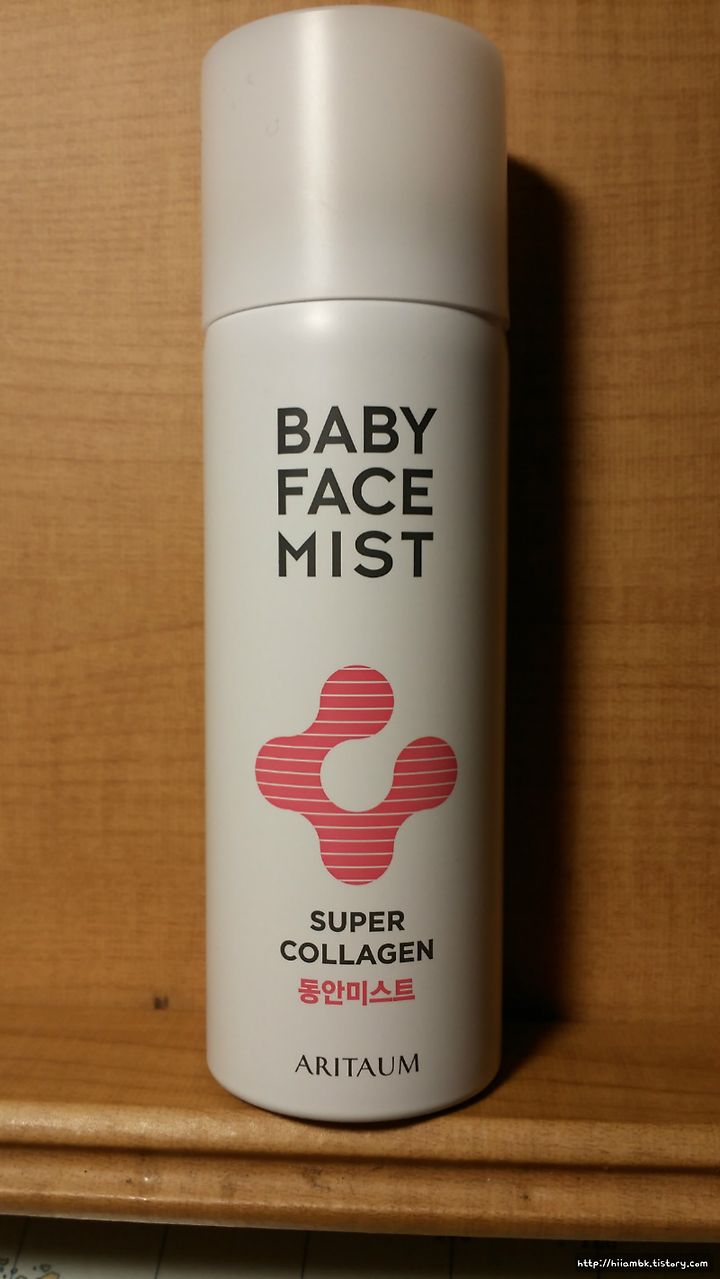 BABY
FACE
MIST
SUPER
COLLAGEN
동안미스트
ARITAUM
http://hiiambk.tistory.com